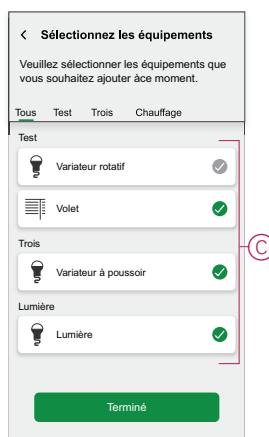 < Sélectionnez les équipements
Veuillez sélectionner les équipements que
vous souhaitez ajouter àce moment.
Tous Test Trois Chauffage
Test
Variateur rotatif
Volet
C
Trois
Variateur à poussoir
Lumière
Lumière
Terminé